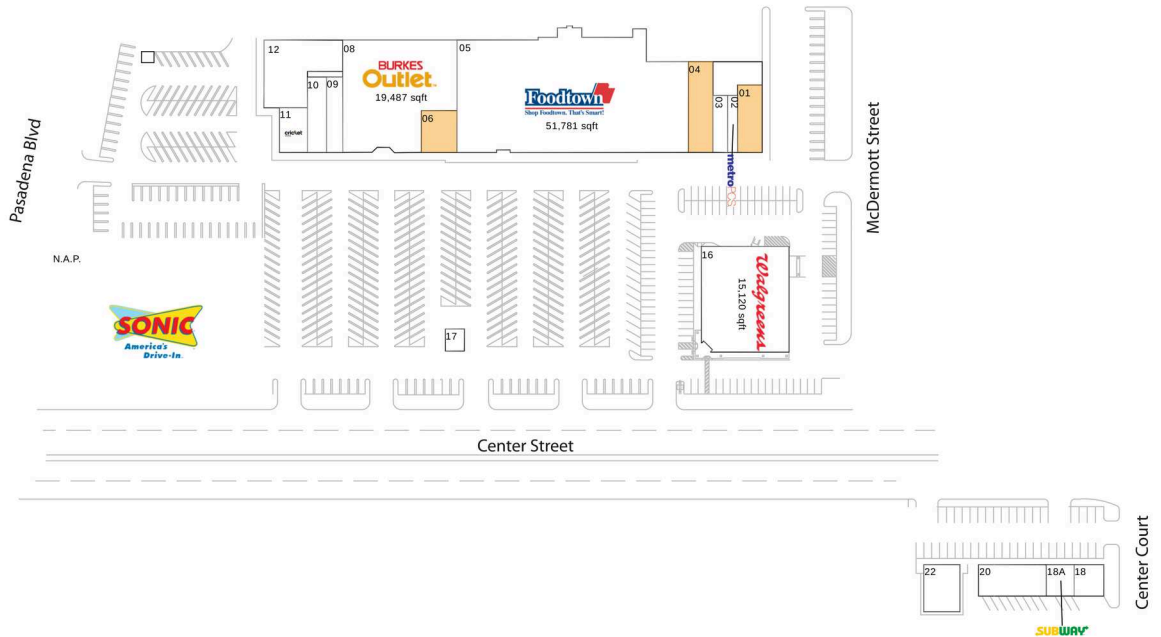 12
08
05
04
BURKES
Outlet
19,487 sqft
10
09
03
02
01
Foodtown
Shop Foodtown. That's Smart!
51,781 sqft
11
cricket
06
Pasadena Blvd
McDermott Street
metro
PCS
N.A.P.
16
Walgreens
15,120 sqft
SONIC
America's
Drive-In.
17
Center Street
Center Court
22
20
18A
18
SUBWAY